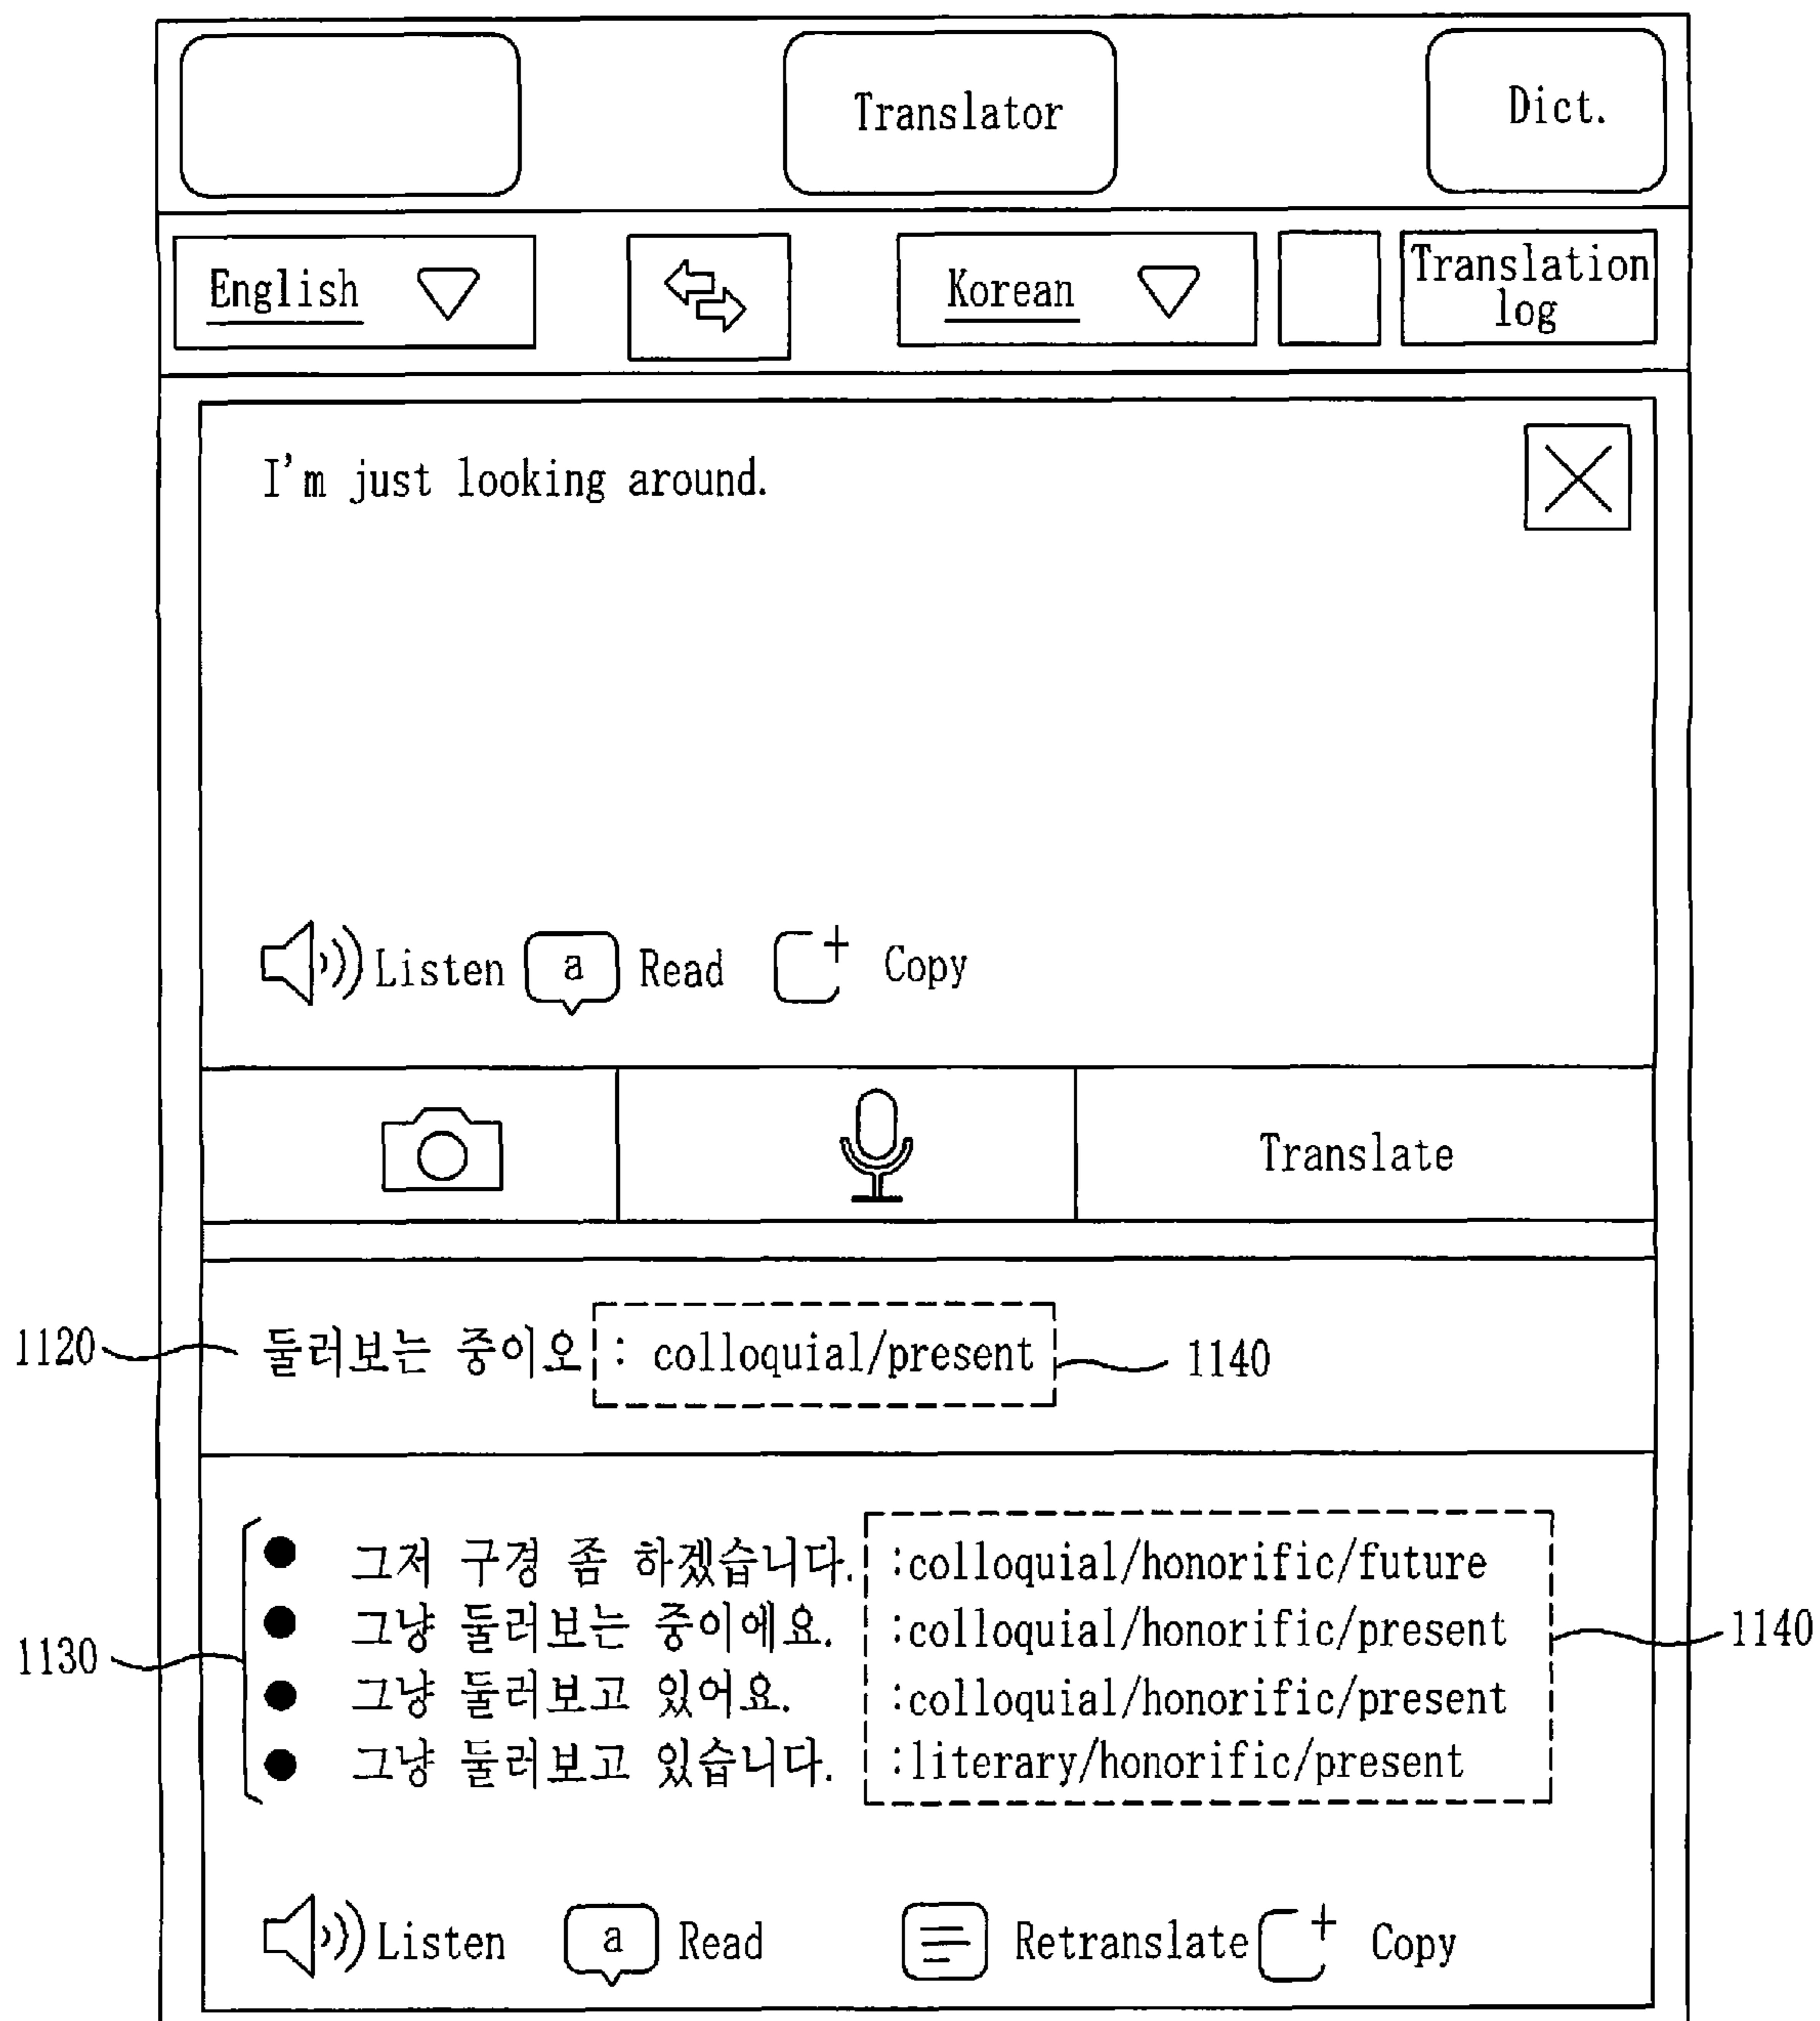 Translator
Dict.
English
Korean
Translation
log
I'm just looking around.
a
Listen Read Copy
Translate
1120
둘러보는 중이오 : colloquial/present
1140
1130
그저 구경 좀 하겠습니다. :colloquial/honorific/future
그냥 둘러보는 중이에요. :colloquial/honorific/present
1140
그냥 둘러보고 있어요. :colloquial/honorific/present
그냥 둘러보고 있습니다. :literary/honorific/present
Listen a Read Retranslate Copy